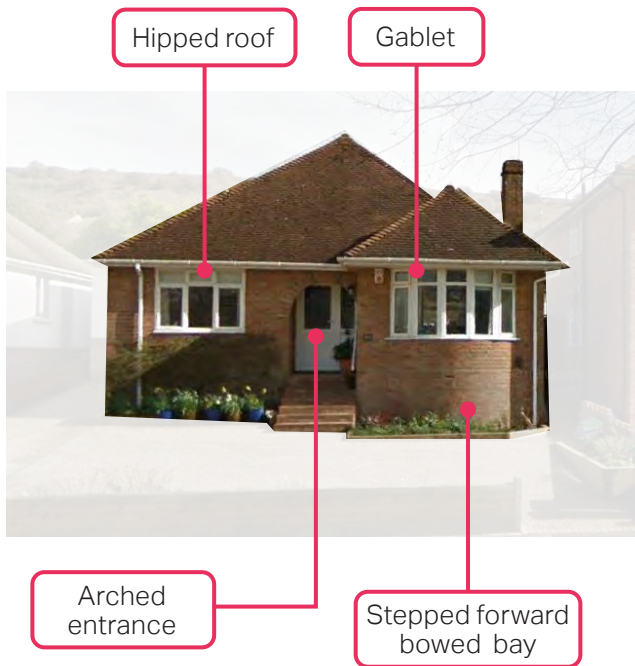 Hipped roof
Gablet
Arched
entrance
Stepped forward
bowed bay